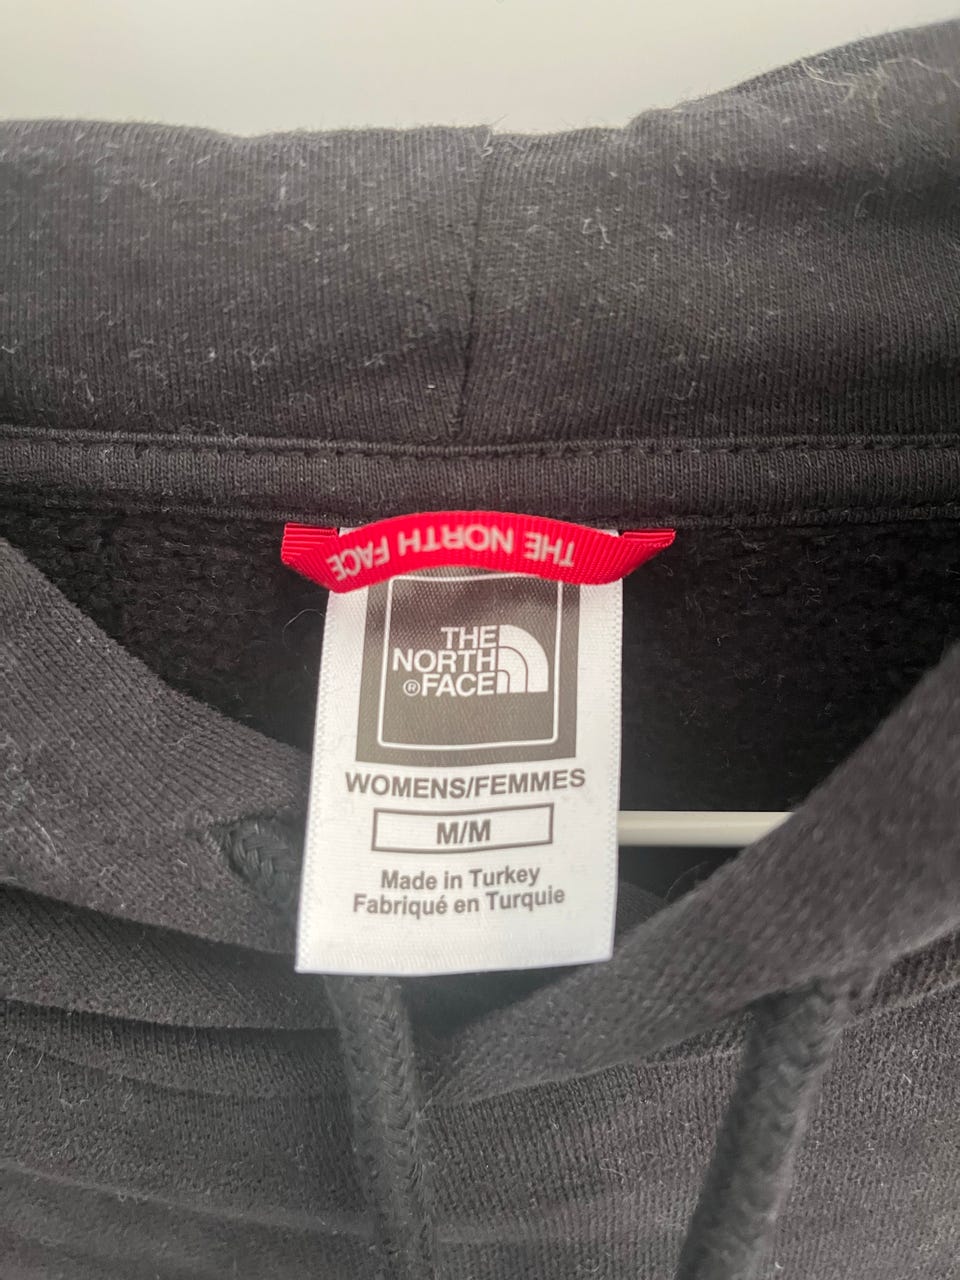 THE NORTH FACE
THE
NORTH
®FACE
WOMENS/FEMMES
M/M
Made in Turkey
Fabriqué en Turquie